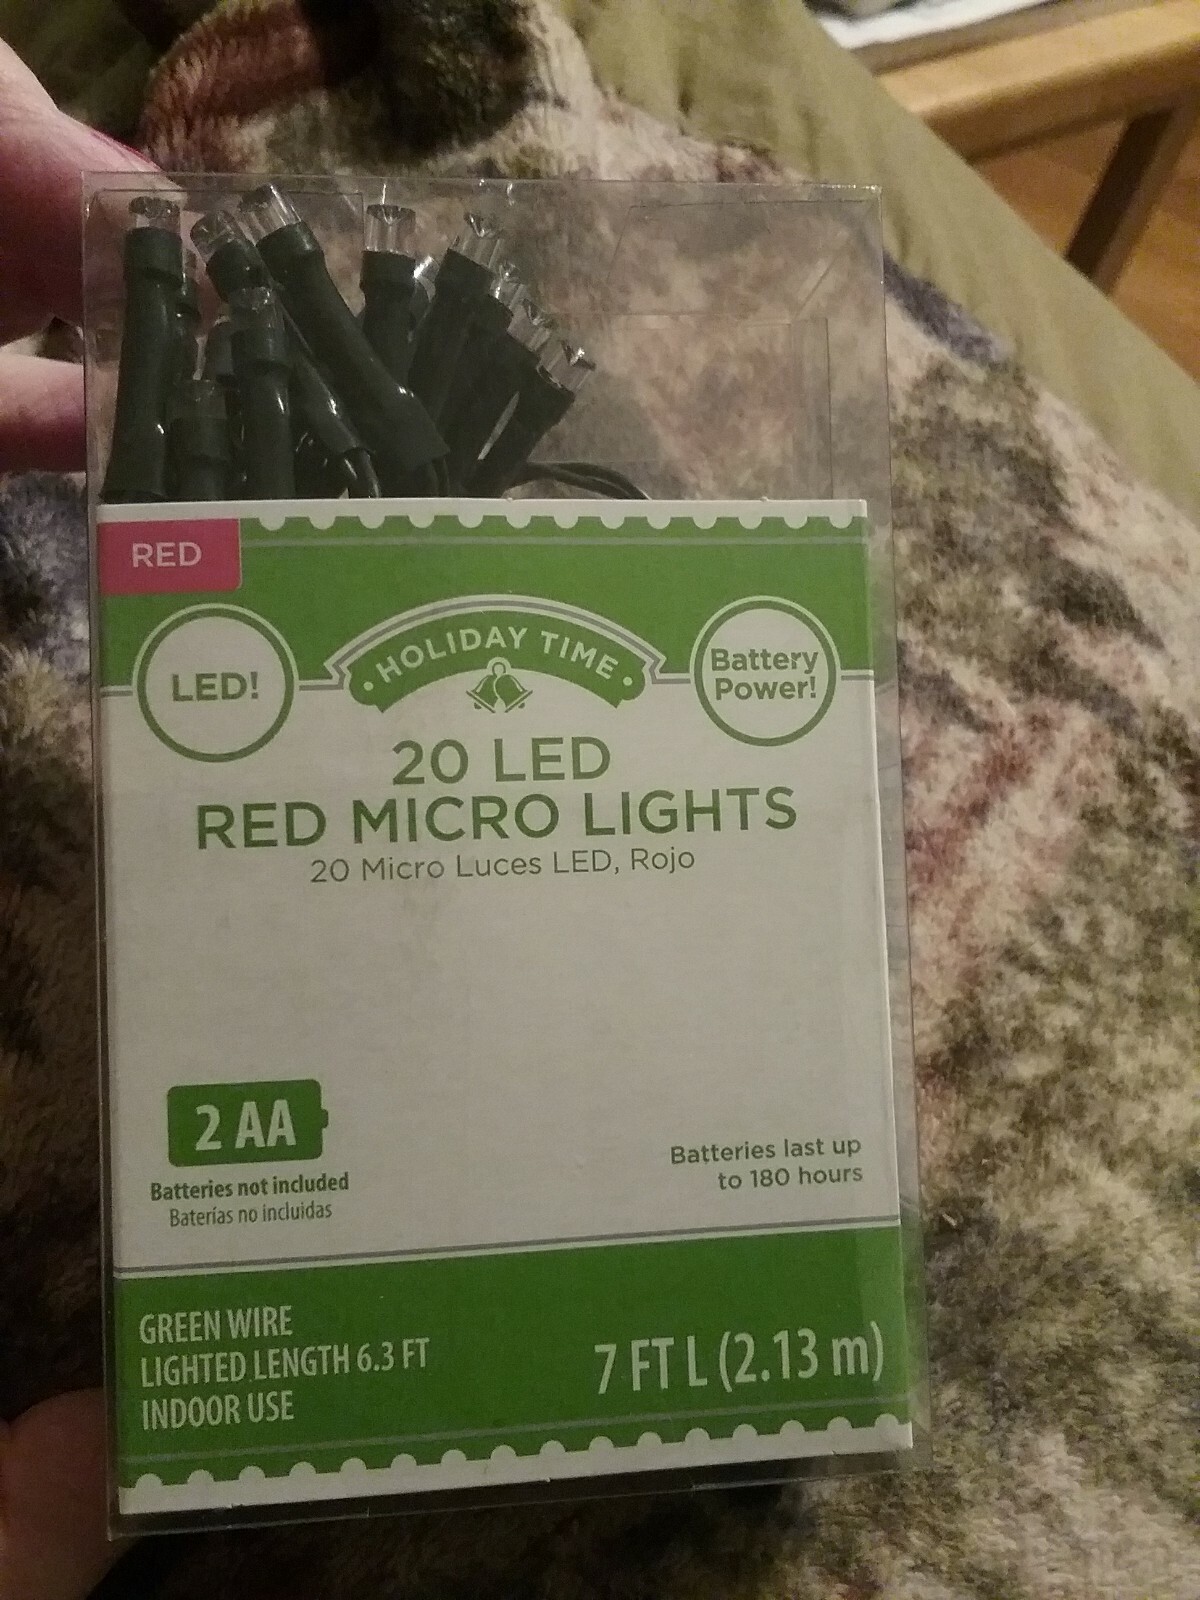 RED
LED!
HOLIDAY TIME
Battery
Power!
20 LED
RED MICRO LIGHTS
20 Micro Luces LED, Rojo
2 AA
Batteries not included
Baterías no incluidas
Batteries last up
to 180 hours
GREEN WIRE
LIGHTED LENGTH 6.3 FT
INDOOR USE
7 FT L (2.13 m)